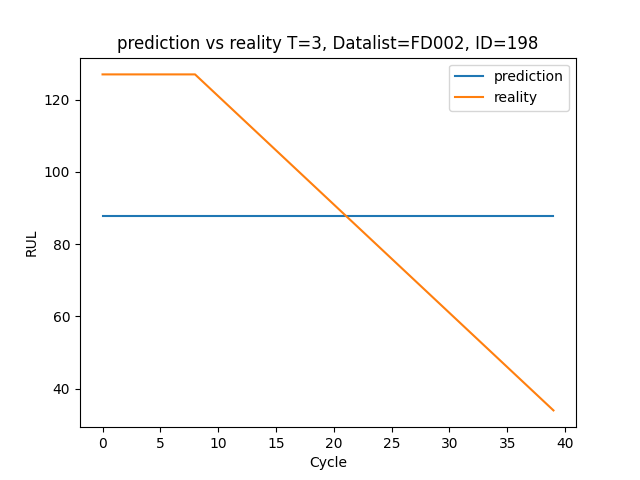 prediction vs reality T=3, Datalist=FD002, ID=198
prediction
reality
RUL
120
100
80
60
40
0 5 10 15 20 25 30 35 40
Cycle